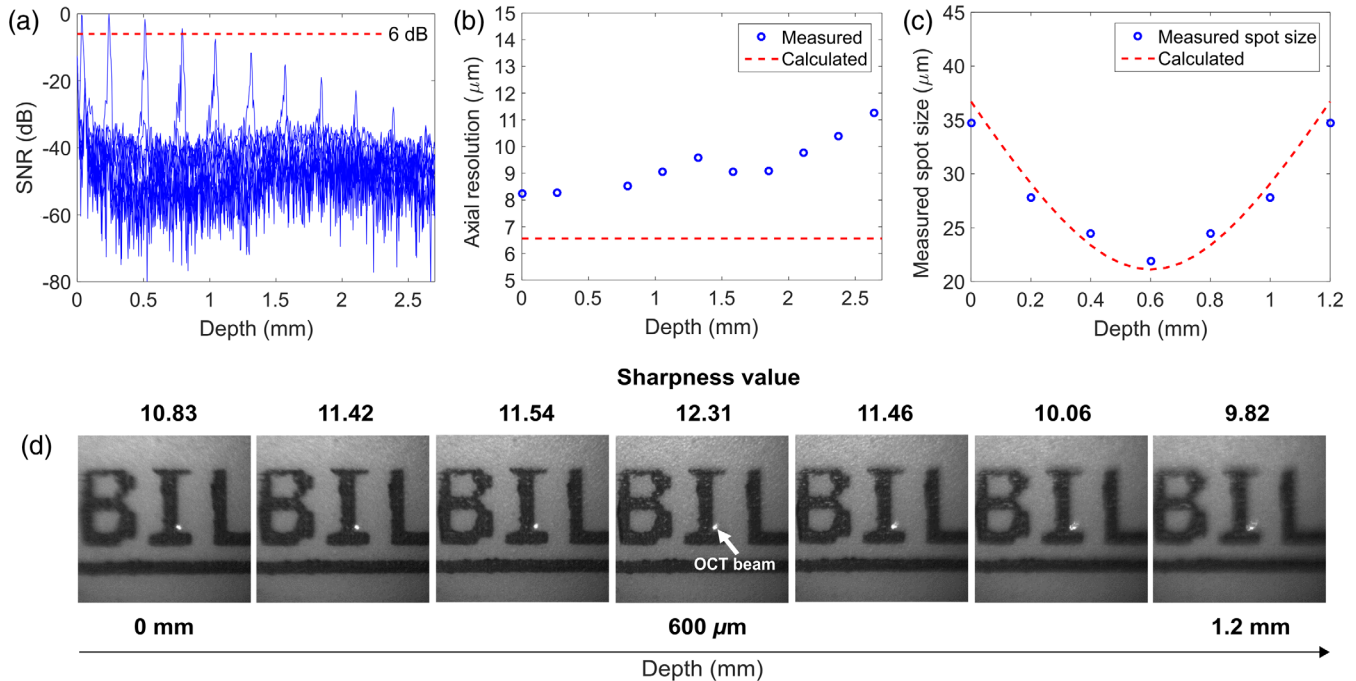 (a)
0
-20
-40
-60
-80
SNR (dB)
6 dB
0 0.5 1 1.5 2 2.5
Depth (mm)
(b)
15
14
13
12
11
10
9
8
7
6
5
Axial resolution (μm)
Measured
Calculated
0 0.5 1 1.5 2 2.5
Depth (mm)
(c)
45
40
35
30
25
20
Measured spot size (μm)
Measured spot size
Calculated
0 0.2 0.4 0.6 0.8 1 1.2
Depth (mm)
Sharpness value
10.83 11.42 11.54 12.31 11.46 10.06 9.82
(d)
BIL BIL BIL BIL BIL BIL BIL
OCT beam
0 mm 600 μm 1.2 mm
Depth (mm)